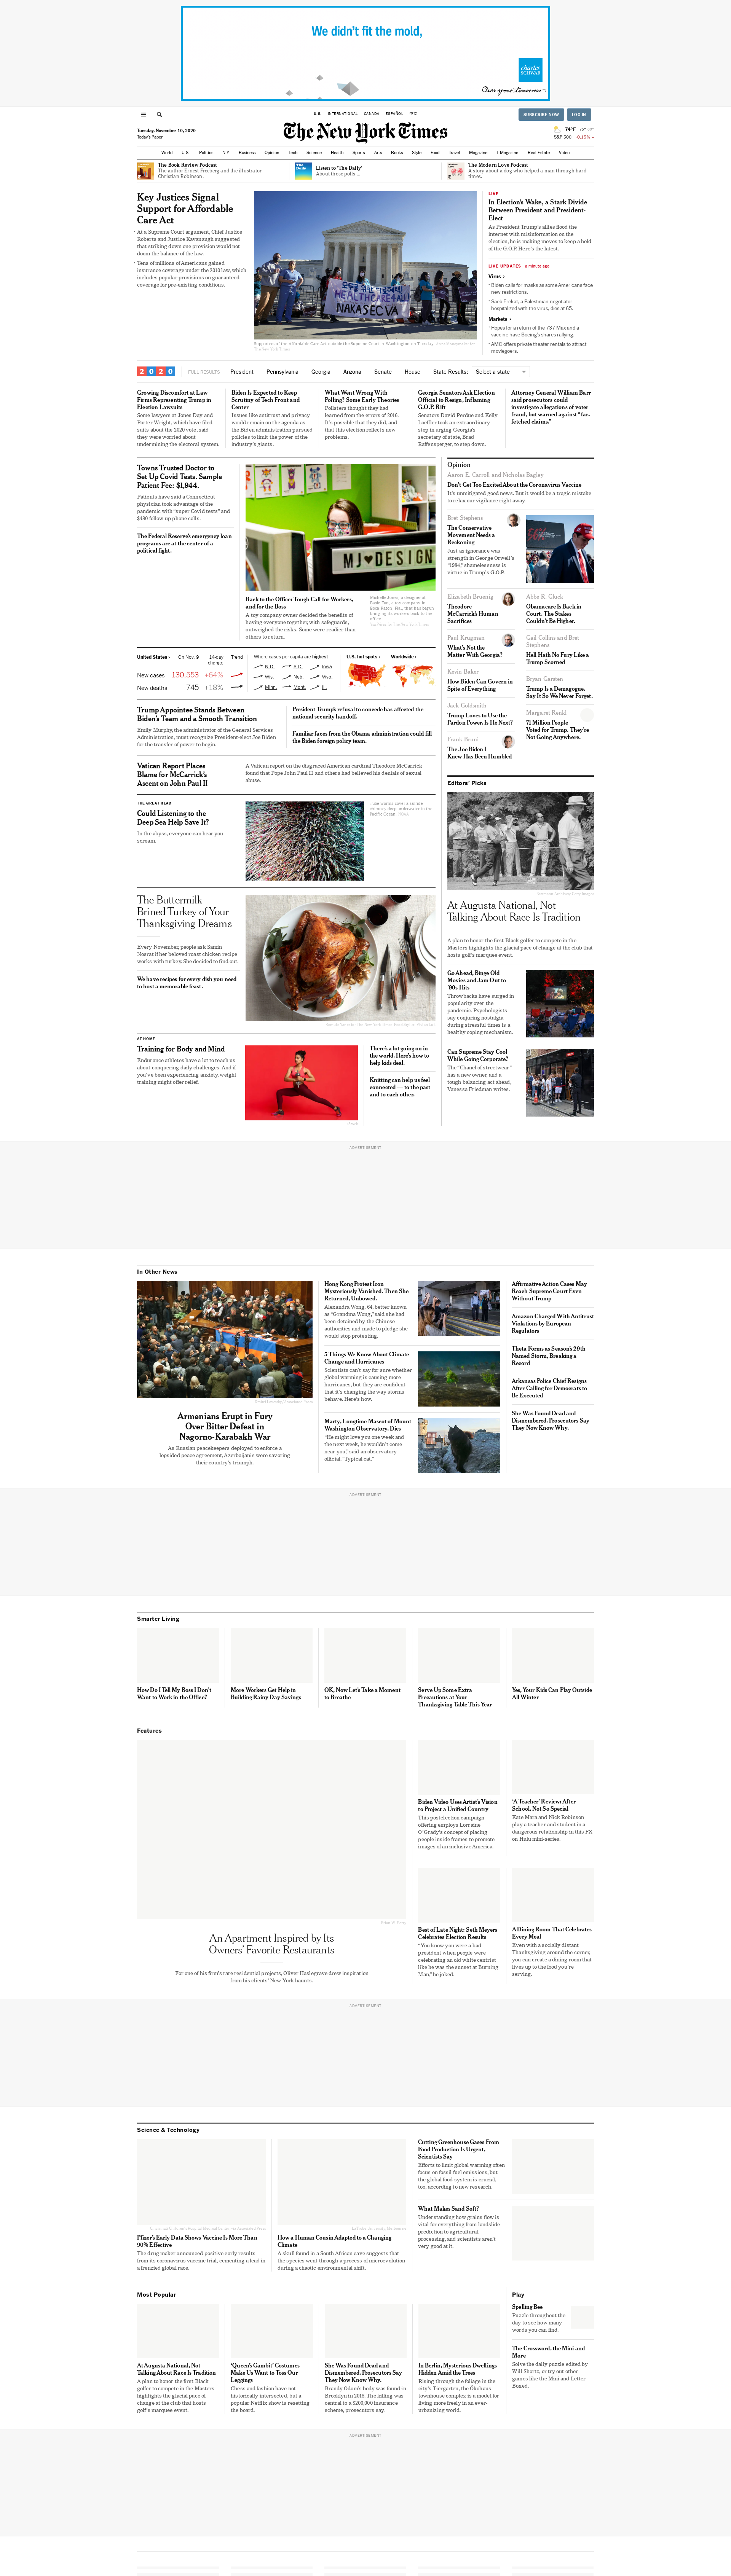 We didn't fit the mold,
charles
SCHWAB
Own your tomorrow
U.S.
INTERNATIONAL
CANADA
ESPAÑOL
中文
SUBSCRIBE NOW
LOG IN
Tuesday, November 10, 2020
Today's Paper
The New York Times
74°F
S&P 500
World U.S. Politics N.Y. Business Opinion Tech Science Health Sports Arts Books Style Food Travel Magazine T Magazine Real Estate Video
The Book Review Podcast
The author Ernest Freeberg and the illustrator
Christian Robinson.
Listen to 'The Daily'
About those polls ...
The Modern Love Podcast
A story about a dog who helped a man through hard
times.
Key Justices Signal
Support for Affordable
Care Act
At a Supreme Court argument, Chief Justice
Roberts and Justice Kavanaugh suggested
that striking down one provision would not
doom the balance of the law.
Tens of millions of Americans gained
insurance coverage under the 2010 law, which
includes popular provisions on guaranteed
coverage for pre-existing conditions.
NAKASECVA
Supporters of the Affordable Care Act outside the Supreme Court in Washington on Tuesday.
LIVE
In Election's Wake, a Stark Divide
Between President and President-
Elect
As President Trump's allies flood the
internet with misinformation on the
election, he is making moves to keep a hold
of the G.O.P. Here's the latest.
LIVE UPDATES a minute ago
Virus ›
Biden calls for masks as some Americans face
new restrictions.
Saeb Erekat, a Palestinian negotiator
hospitalized with the virus, dies at 65.
Markets ›
Hopes for a return of the 737 Max and a
vaccine have Boeing's shares rallying.
AMC offers private theater rentals to attract
moviegoers.
2020
FULL RESULTS
President Pennsylvania Georgia Arizona Senate House State Results: Select a state
Growing Discomfort at Law
Firms Representing Trump in
Election Lawsuits
Some lawyers at Jones Day and
Porter Wright, which have filed
suits about the 2020 vote, said
they were worried about
undermining the electoral system.
Biden Is Expected to Keep
Scrutiny of Tech Front and
Center
Issues like antitrust and privacy
would remain on the agenda as
the Biden administration pursued
policies to limit the power of the
industry's giants.
What Went Wrong With
Polling? Some Early Theories
Pollsters thought they had
learned from the errors of 2016.
It's possible that they did, and
that this election reflects new
problems.
Georgia Senators Ask Election
Official to Resign, Inflaming
G.O.P. Rift
Senators David Perdue and Kelly
Loeffler took an extraordinary
step in urging Georgia's
secretary of state, Brad
Raffensperger, to step down.
Attorney General William Barr
said prosecutors could
investigate allegations of voter
fraud, but warned against "far-
fetched claims."
Towns Trusted Doctor to
Set Up Covid Tests. Sample
Patient Fee: $1,944.
Patients have said a Connecticut
physician took advantage of the
pandemic with "super Covid tests" and
$480 follow-up phone calls.
The Federal Reserve's emergency loan
programs are at the center of a
political fight.
MJ•DESIGN
Back to the Office: Tough Call for Workers,
and for the Boss
A toy company owner decided the benefits of
having everyone together, with safeguards,
outweighed the risks. Some were readier than
others to return.
Opinion
Aaron E. Carroll and Nicholas Bagley
Don't Get Too Excited About the Coronavirus Vaccine
It's unmitigated good news. But it would be a tragic mistake
to relax our vigilance right away.
Bret Stephens
The Conservative
Movement Needs a
Reckoning
Just as ignorance was
strength in George Orwell's
"1984," shameless­ness is
virtue in Trump's G.O.P.
Elizabeth Bruenig
Theodore
McCarrick's Human
Sacrifices
Abbe R. Gluck
Obamacare Is Back in
Court. The Stakes
Couldn't Be Higher.
Paul Krugman
What's Not the
Matter With Georgia?
Gail Collins and Bret
Stephens
Hell Hath No Fury Like a
Trump Scorned
Kevin Baker
How Biden Can Govern in
Spite of Everything
Bryan Garsten
Trump Is a Demagogue.
Say It So We Never Forget.
Jack Goldsmith
Trump Loves to Use the
Pardon Power. Is He Next?
Margaret Renkl
71 Million People
Voted for Trump. They're
Not Going Anywhere.
Frank Bruni
The Joe Biden I
Knew Has Been Humbled
United States › On Nov. 9 14-day
change Trend
New cases 130,553 +64%
New deaths 745 +18%
Where cases per capita are highest
N.D. S.D. Iowa
Wis. Neb. Wyo.
Minn. Mont. Ill.
U.S. hot spots › Worldwide ›
Trump Appointee Stands Between
Biden's Team and a Smooth Transition
Emily Murphy, the administrator of the General Services
Administration, must recognize President-elect Joe Biden
for the transfer of power to begin.
President Trump's refusal to concede has affected the
national security handoff.
Familiar faces from the Obama administration could fill
the Biden foreign policy team.
Vatican Report Places
Blame for McCarrick's
Ascent on John Paul II
A Vatican report on the disgraced American cardinal Theodore McCarrick
found that Pope John Paul II and others had believed his denials of sexual
abuse.
THE GREAT READ
Could Listening to the
Deep Sea Help Save It?
In the abyss, everyone can hear you
scream.
Editors' Picks
At Augusta National, Not
Talking About Race Is Tradition
A plan to honor the first Black golfer to compete in the
Masters highlights the glacial pace of change at the club that
hosts golf's marquee event.
The Buttermilk-
Brined Turkey of Your
Thanksgiving Dreams
Every November, people ask Samin
Nosrat if her beloved roast chicken recipe
works with turkey. She decided to find out.
We have recipes for every dish you need
to host a memorable feast.
Go Ahead, Binge Old
Movies and Jam Out to
'90s Hits
Throwbacks have surged in
popularity over the
pandemic. Psychologists
say conjuring nostalgia
during stressful times is a
healthy coping mechanism.
Can Supreme Stay Cool
While Going Corporate?
The "Chanel of streetwear"
has a new owner, and a
tough balancing act ahead,
Vanessa Friedman writes.
AT HOME
Training for Body and Mind
Endurance athletes have a lot to teach us
about conquering daily challenges. And if
you've been experiencing anxiety, weight
training might offer relief.
There's a lot going on in
the world. Here's how to
help kids deal.
Knitting can help us feel
connected — to the past
and to each other.
ADVERTISEMENT
In Other News
Armenians Erupt in Fury
Over Bitter Defeat in
Nagorno-Karabakh War
As Russian peacekeepers deployed to enforce a
lopsided peace agreement, Azerbaijanis were savoring
their country's triumph.
Hong Kong Protest Icon
Mysteriously Vanished. Then She
Returned, Unbowed.
Alexandra Wong, 64, better known
as "Grandma Wong," said she had
been detained by the Chinese
authorities and made to pledge she
would stop protesting.
5 Things We Know About Climate
Change and Hurricanes
Scientists can't say for sure whether
global warming is causing more
hurricanes, but they are confident
that it's changing the way storms
behave. Here's how.
Marty, Longtime Mascot of Mount
Washington Observatory, Dies
"He might love you one week and
the next week, he wouldn't come
near you," said an observatory
official. "Typical cat."
Affirmative Action Cases May
Reach Supreme Court Even
Without Trump
Amazon Charged With Antitrust
Violations by European
Regulators
Theta Forms as Season's 29th
Named Storm, Breaking a
Record
Arkansas Police Chief Resigns
After Calling for Democrats to
Be Executed
She Was Found Dead and
Dismembered. Prosecutors Say
They Now Know Why.
ADVERTISEMENT
Smarter Living
How Do I Tell My Boss I Don't
Want to Work in the Office?
More Workers Get Help in
Building Rainy Day Savings
OK, Now Let's Take a Moment
to Breathe
Serve Up Some Extra
Precautions at Your
Thanksgiving Table This Year
Yes, Your Kids Can Play Outside
All Winter
Features
An Apartment Inspired by Its
Owners' Favorite Restaurants
For one of his firm's rare residential projects, Oliver Haslegrave drew inspiration
from his clients' New York haunts.
Biden Video Uses Artist's Vision
to Project a Unified Country
This postelection campaign
offering employs Lorraine
O'Grady's concept of placing
people inside frames to promote
images of an inclusive America.
'A Teacher' Review: After
School, Not So Special
Kate Mara and Nick Robinson
play a teacher and student in a
dangerous relationship in this FX
on Hulu mini-series.
Best of Late Night: Seth Meyers
Celebrates Election Results
"You know you were a bad
president when people were
celebrating an old white centrist
like he was the sunset at Burning
Man," he joked.
A Dining Room That Celebrates
Every Meal
Even with a socially distant
Thanksgiving around the corner,
you can create a dining room that
lives up to the food you're
serving.
ADVERTISEMENT
Science & Technology
Pfizer's Early Data Shows Vaccine Is More Than
90% Effective
The drug maker announced positive early results
from its coronavirus vaccine trial, cementing a lead in
a frenzied global race.
How a Human Cousin Adapted to a Changing
Climate
A skull found in a South African cave suggests that
the species went through a process of microevolution
during a chaotic environmental shift.
Cutting Greenhouse Gases From
Food Production Is Urgent,
Scientists Say
Efforts to limit global warming often
focus on fossil fuel emissions, but
the global food system is crucial,
too, according to new research.
What Makes Sand Soft?
Understanding how grains flow is
vital for everything from landslide
prediction to agricultural
processing, and scientists aren't
very good at it.
Most Popular
At Augusta National, Not
Talking About Race Is Tradition
A plan to honor the first Black
golfer to compete in the Masters
highlights the glacial pace of
change at the club that hosts
golf's marquee event.
'Queen's Gambit' Costumes
Make Us Want to Toss Our
Leggings
Chess and fashion have not
historically intersected, but a
popular Netflix show is resetting
the board.
She Was Found Dead and
Dismembered. Prosecutors Say
They Now Know Why.
Brandy Odom's body was found in
Brooklyn in 2018. The killing was
central to a $200,000 insurance
scheme, prosecutors say.
In Berlin, Mysterious Dwellings
Hidden Amid the Trees
Rising through the foliage in the
city's Tiergarten, the Ökohaus
townhouse complex is a model for
living more freely in an ever-
urbanizing world.
Play
Spelling Bee
Puzzle throughout the
day to see how many
words you can find.
The Crossword, the Mini and
More
Solve the daily puzzle edited by
Will Shortz, or try out other
games like the Mini and Letter
Boxed.
ADVERTISEMENT